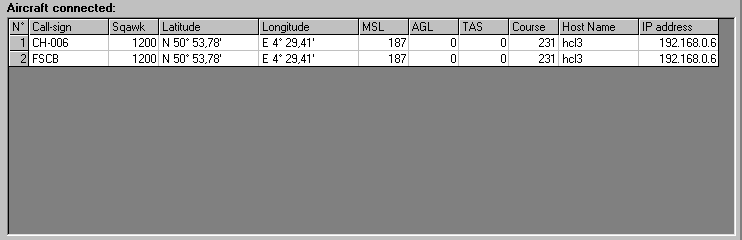 Aircraft connected:
N° Call-sign Sqawk Latitude Longitude MSL AGL TAS Course Host Name IP address
1 CH-006 1200 N 50° 53,78' E 4° 29,41' 187 0 0 231 hcl3 192.168.0.6
2 FSCB 1200 N 50° 53,78' E 4° 29,41' 187 0 0 231 hcl3 192.168.0.6